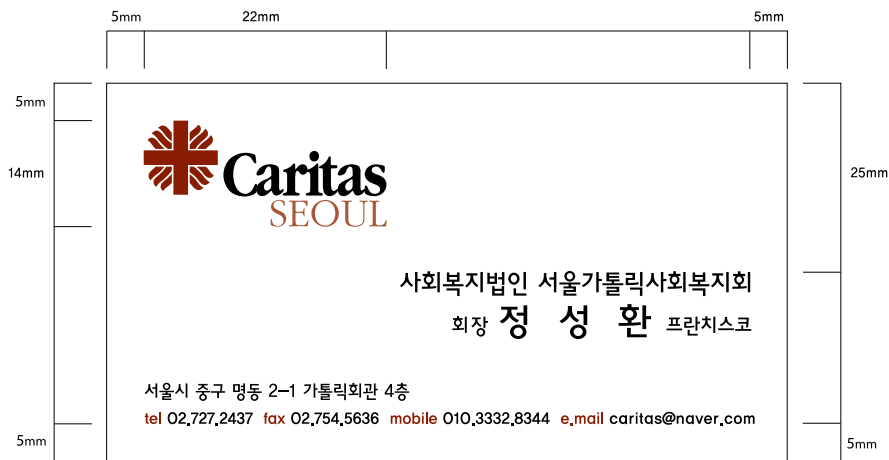 5mm 22mm 5mm
5mm
14mm
25mm
Caritas
SEOUL
사회복지법인 서울가톨릭사회복지회
회장 정 성 환 프란치스코
서울시 중구 명동 2-1 가톨릭회관 4층
tel 02.727.2437 fax 02.754.5636 mobile 010.3332.8344 e.mail caritas@naver.com
5mm 5mm